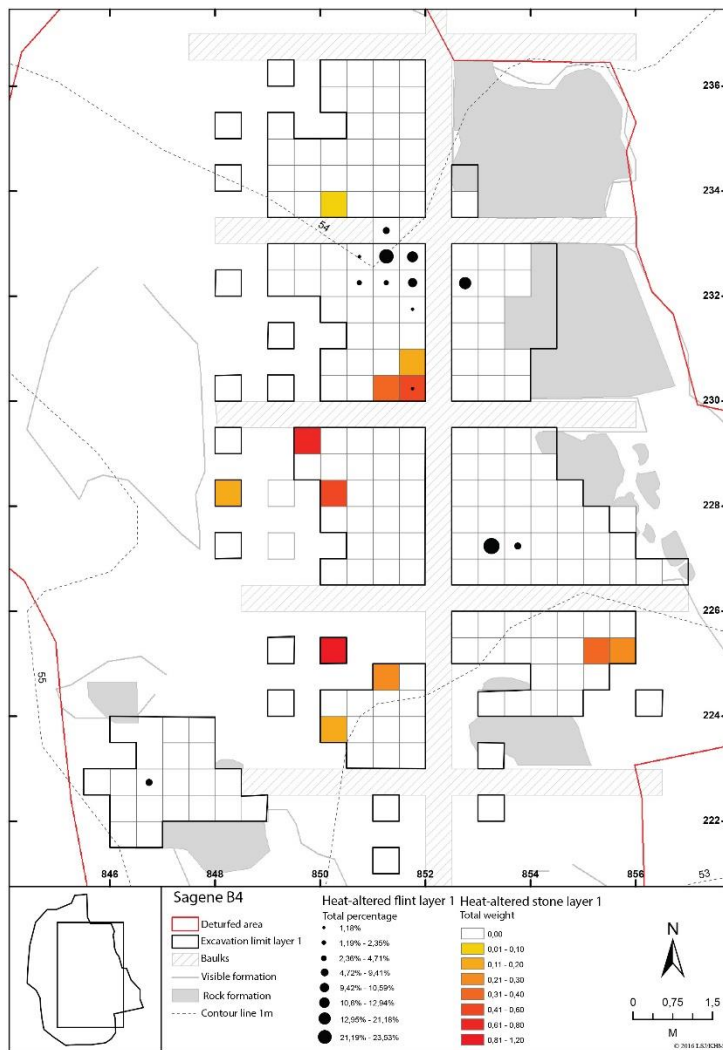 236
234
54
232
230
228
226
55
224
222
846
848
850
852
854
856
53
Sagene B4
Deturfed area
Excavation limit layer 1
Baulks
Visible formation
Rock formation
Contour line 1m
Heat-altered flint layer 1
Total percentage
1,18%
1,19% - 2,35%
2,36% - 4,71%
4,72% - 9,41%
9,42% - 10,59%
10,6% - 12,94%
12,95% - 21,18%
21,19% - 23,53%
Heat-altered stone layer 1
Total weight
0,00
0,01 - 0,10
0,11 - 0,20
0,21 - 0,30
0,31 - 0,40
0,41 - 0,60
0,61 - 0,80
0,81 - 1,20
N
0 0,75 1,5
M
© 2016 LSJ/KHM